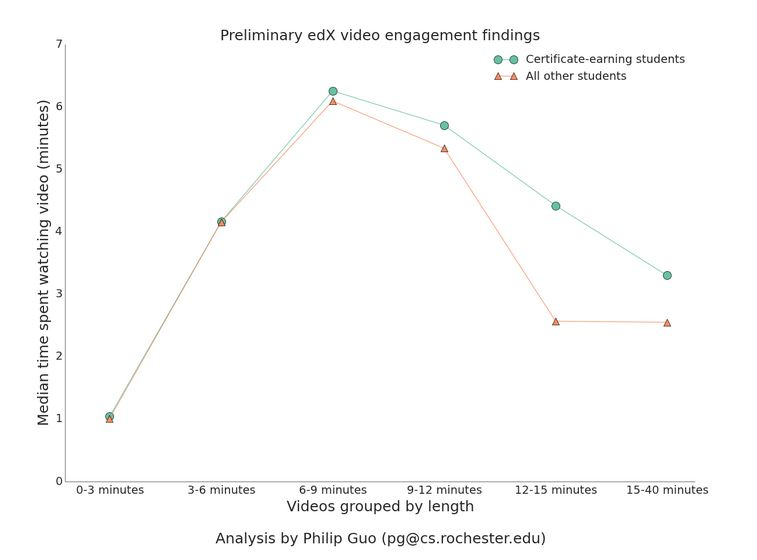 Preliminary edX video engagement findings
Certificate-earning students
All other students
Median time spent watching video (minutes)
7
6
5
4
3
2
1
0
0-3 minutes 3-6 minutes 6-9 minutes 9-12 minutes 12-15 minutes 15-40 minutes
Videos grouped by length
Analysis by Philip Guo (pg@cs.rochester.edu)